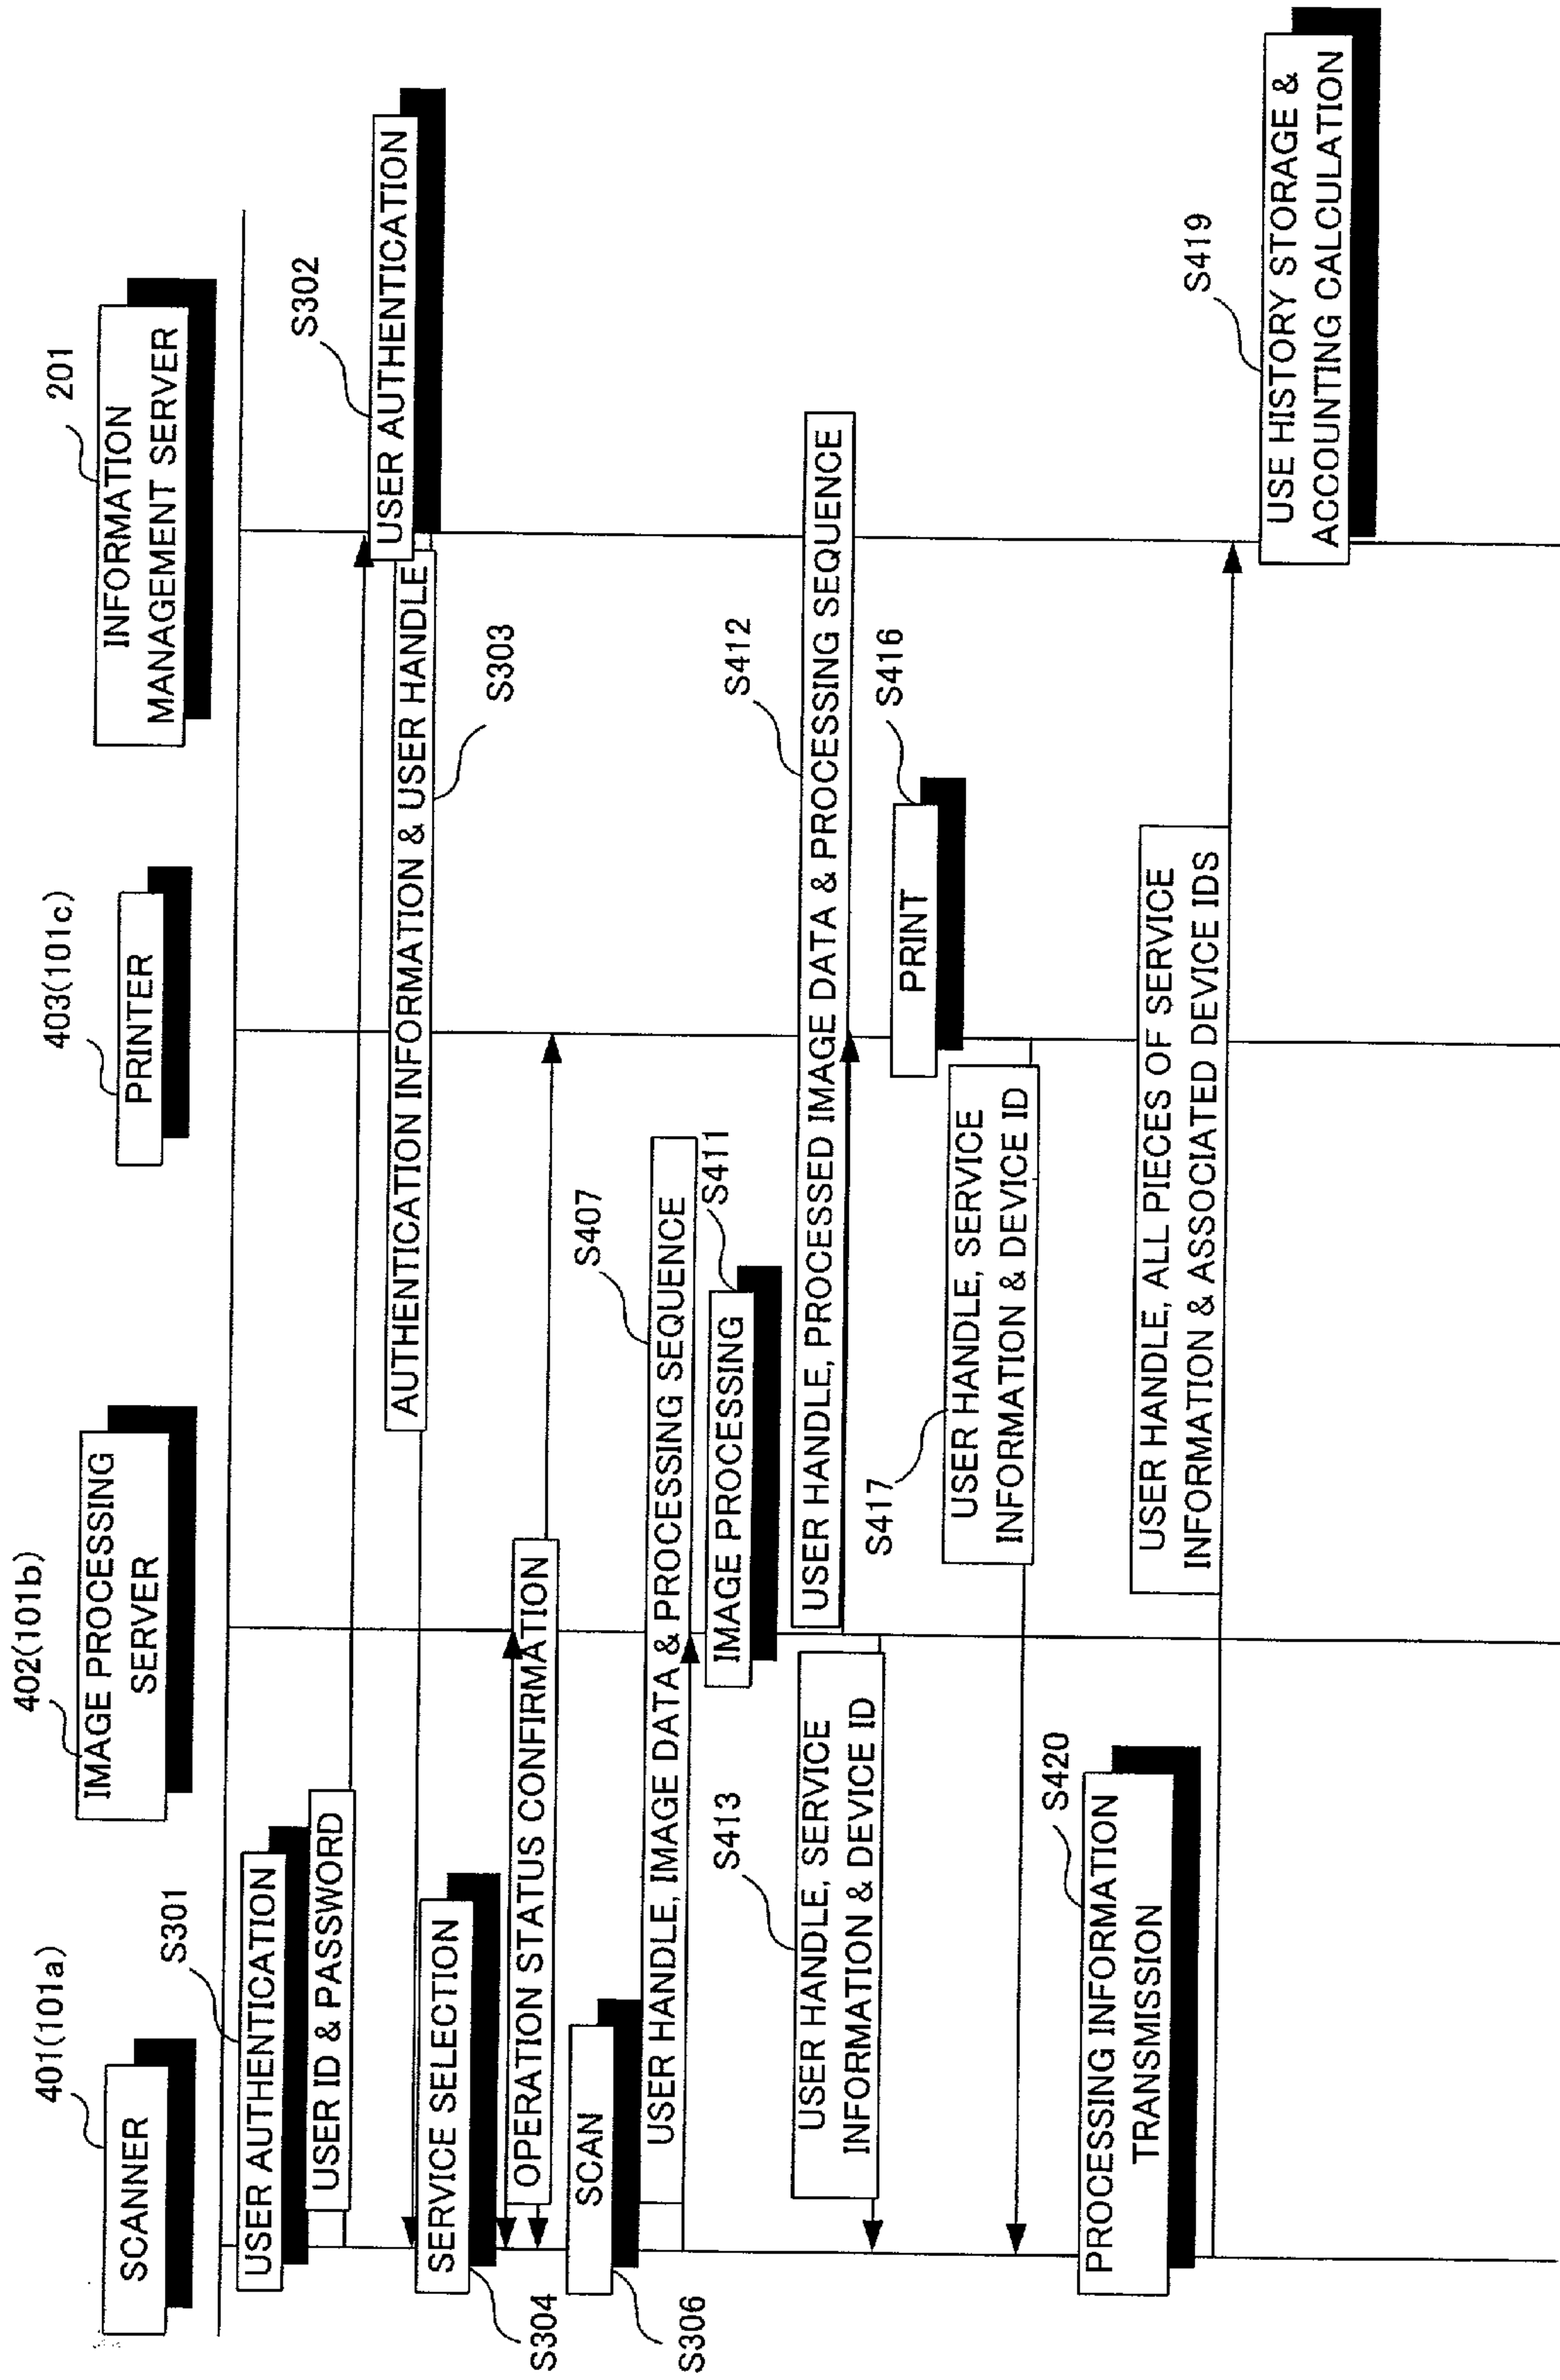 401(101a)
SCANNER
402(101b)
IMAGE PROCESSING
SERVER
403(101c)
PRINTER
201
INFORMATION
MANAGEMENT SERVER
S301
USER AUTHENTICATION
USER ID & PASSWORD
S302
USER AUTHENTICATION
AUTHENTICATION INFORMATION & USER HANDLE
S303
SERVICE SELECTION
S304
OPERATION STATUS CONFIRMATION
SCAN
S306
S407
USER HANDLE, IMAGE DATA & PROCESSING SEQUENCE
S411
IMAGE PROCESSING
S412
USER HANDLE, PROCESSED IMAGE DATA & PROCESSING SEQUENCE
S413
USER HANDLE, SERVICE
INFORMATION & DEVICE ID
S416
PRINT
S417
USER HANDLE, SERVICE
INFORMATION & DEVICE ID
S420
PROCESSING INFORMATION
TRANSMISSION
USER HANDLE, ALL PIECES OF SERVICE
INFORMATION & ASSOCIATED DEVICE IDS
S419
USE HISTORY STORAGE &
ACCOUNTING CALCULATION